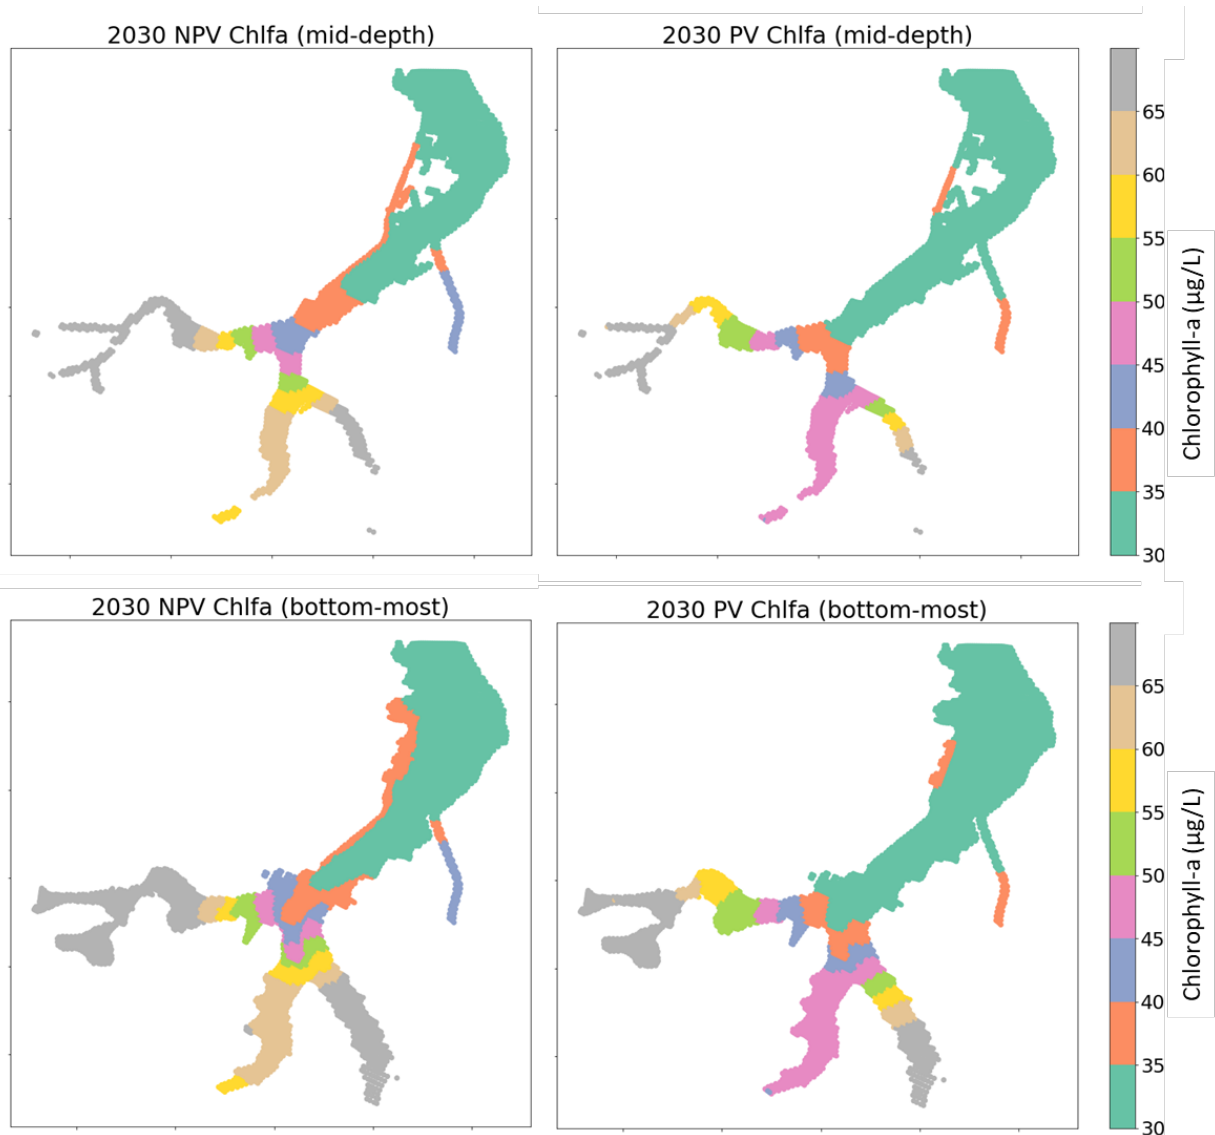 2030 NPV Chlfa (mid-depth)
2030 PV Chlfa (mid-depth)
65
60
55
50
45
40
35
30
Chlorophyll-a (µg/L)
2030 NPV Chlfa (bottom-most)
2030 PV Chlfa (bottom-most)
65
60
55
50
45
40
35
30
Chlorophyll-a (µg/L)